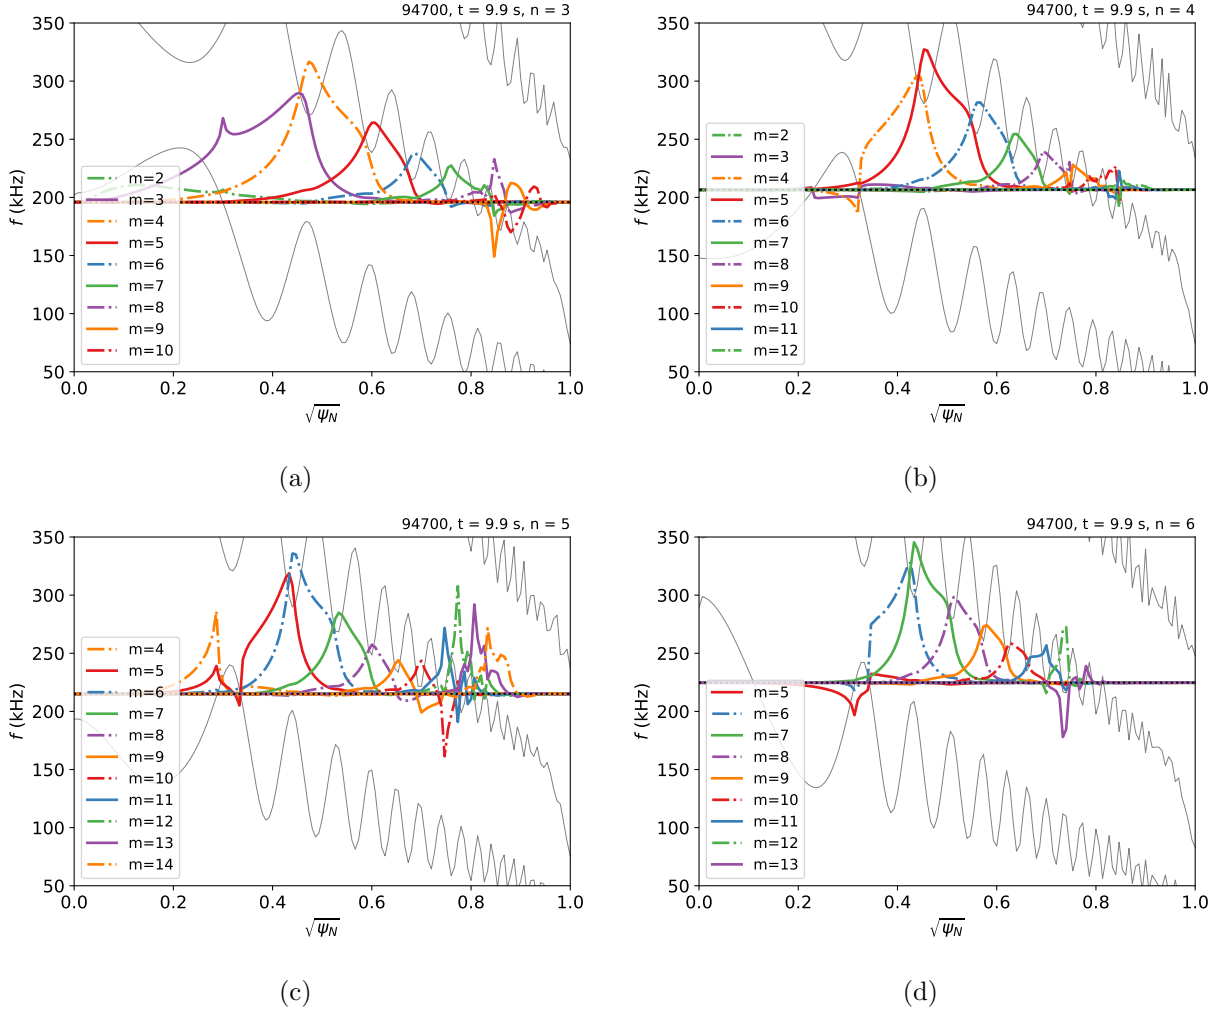 94700, t = 9.9 s, n = 3
350
300
250
200
150
100
50
f (kHz)
m=2
m=3
m=4
m=5
m=6
m=7
m=8
m=9
m=10
0.0 0.2 0.4 0.6 0.8 1.0
√ψN
(a)
94700, t = 9.9 s, n = 4
350
300
250
200
150
100
50
f (kHz)
m=2
m=3
m=4
m=5
m=6
m=7
m=8
m=9
m=10
m=11
m=12
0.0 0.2 0.4 0.6 0.8 1.0
√ψN
(b)
94700, t = 9.9 s, n = 5
350
300
250
200
150
100
50
f (kHz)
m=4
m=5
m=6
m=7
m=8
m=9
m=10
m=11
m=12
m=13
m=14
0.0 0.2 0.4 0.6 0.8 1.0
√ψN
(c)
94700, t = 9.9 s, n = 6
350
300
250
200
150
100
50
f (kHz)
m=5
m=6
m=7
m=8
m=9
m=10
m=11
m=12
m=13
0.0 0.2 0.4 0.6 0.8 1.0
√ψN
(d)